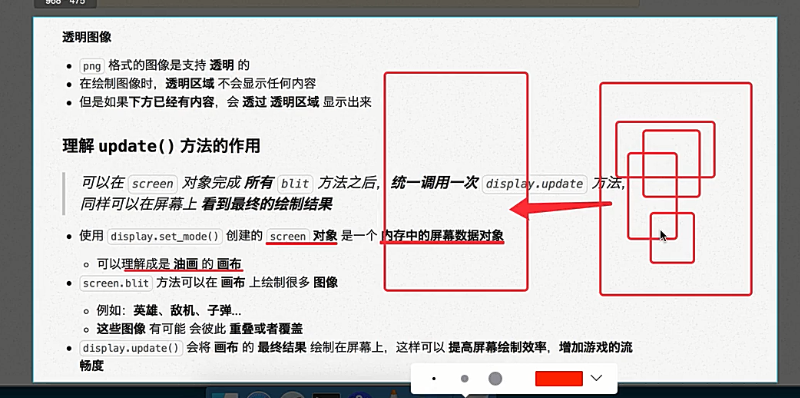 968 475
透明图像
png 格式的图像是支持 透明 的
在绘制图像时，透明区域 不会显示任何内容
但是如果下方已经有内容，会 透过 透明区域 显示出来
理解 update() 方法的作用
可以在 screen 对象完成 所有 blit 方法之后，统一调用一次 display.update 方法，
同样可以在屏幕上 看到最终的绘制结果
使用 display.set_mode() 创建的 screen 对象 是一个 内存中的屏幕数据对象
可以理解成是 油画 的 画布
screen.blit 方法可以在 画布 上绘制很多 图像
例如：英雄、敌机、子弹...
这些图像 有可能 会彼此 重叠或者覆盖
display.update() 会将 画布 的 最终结果 绘制在屏幕上，这样可以 提高屏幕绘制效率，增加游戏的流
畅度